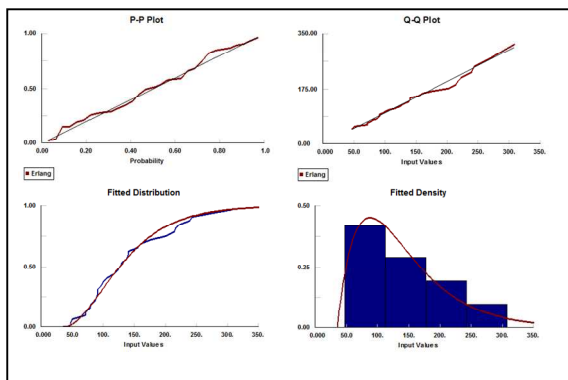 P-P Plot
1.00
0.50
0.00
0.000 0.20 0.40 0.60 0.80 1.0
Probability
Erlang
Q-Q Plot
350.00
175.00
0.00
0.000 50.0 100. 150. 200. 250. 300. 350.
Input Values
Erlang
Fitted Distribution
1.00
0.50
0.00
0.000 50.0 100. 150. 200. 250. 300. 350.
Input Values
Fitted Density
0.50
0.25
0.00
0.000 50.0 100. 150. 200. 250. 300. 350.
Input Values